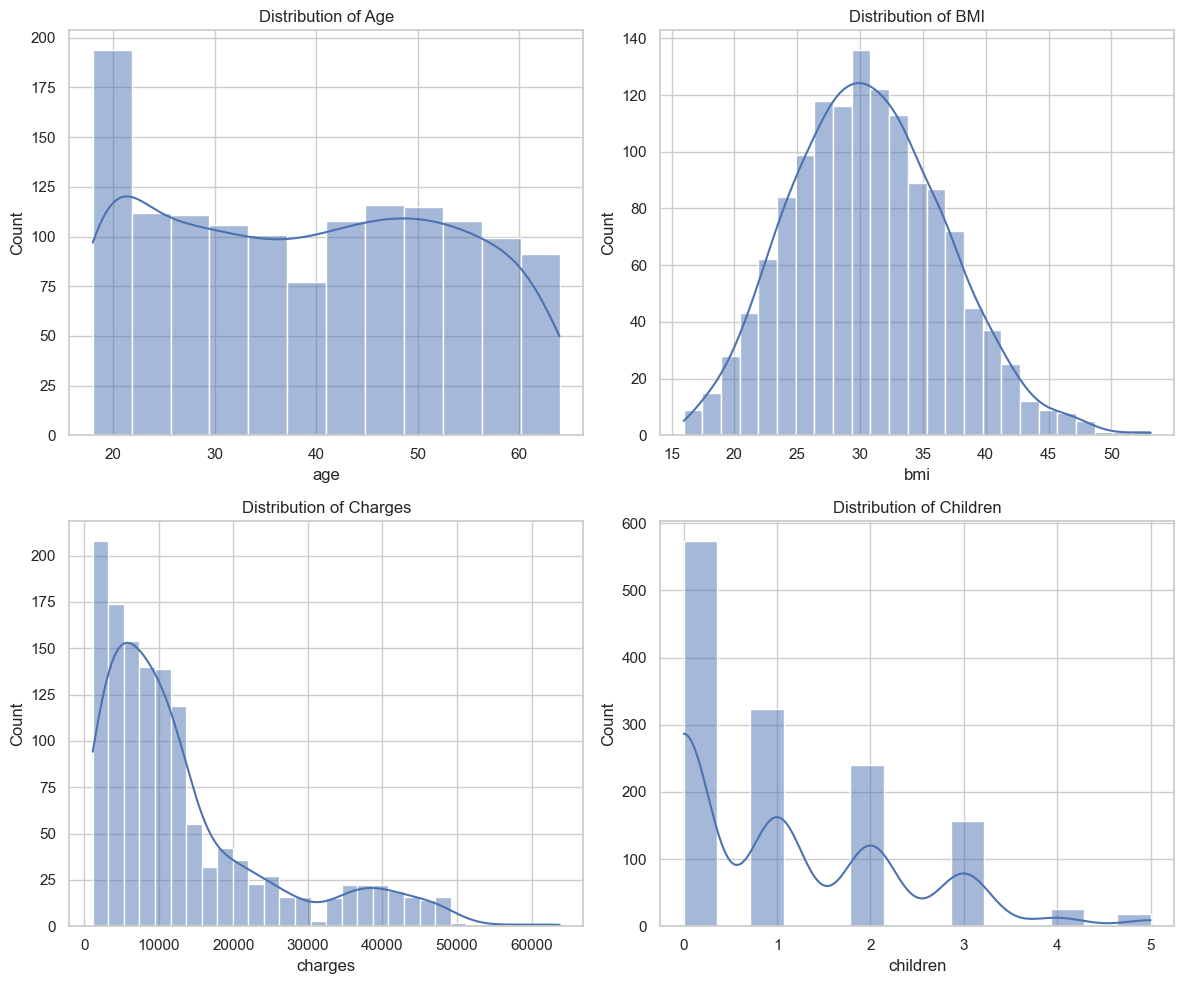 Distribution of Age
200
175
150
125
100
75
50
25
0
Count
20 30 40 50 60
age
Distribution of BMI
140
120
100
80
60
40
20
0
Count
15 20 25 30 35 40 45 50
bmi
Distribution of Charges
200
175
150
125
100
75
50
25
0
Count
0 10000 20000 30000 40000 50000 60000
charges
Distribution of Children
600
500
400
300
200
100
0
Count
0 1 2 3 4 5
children